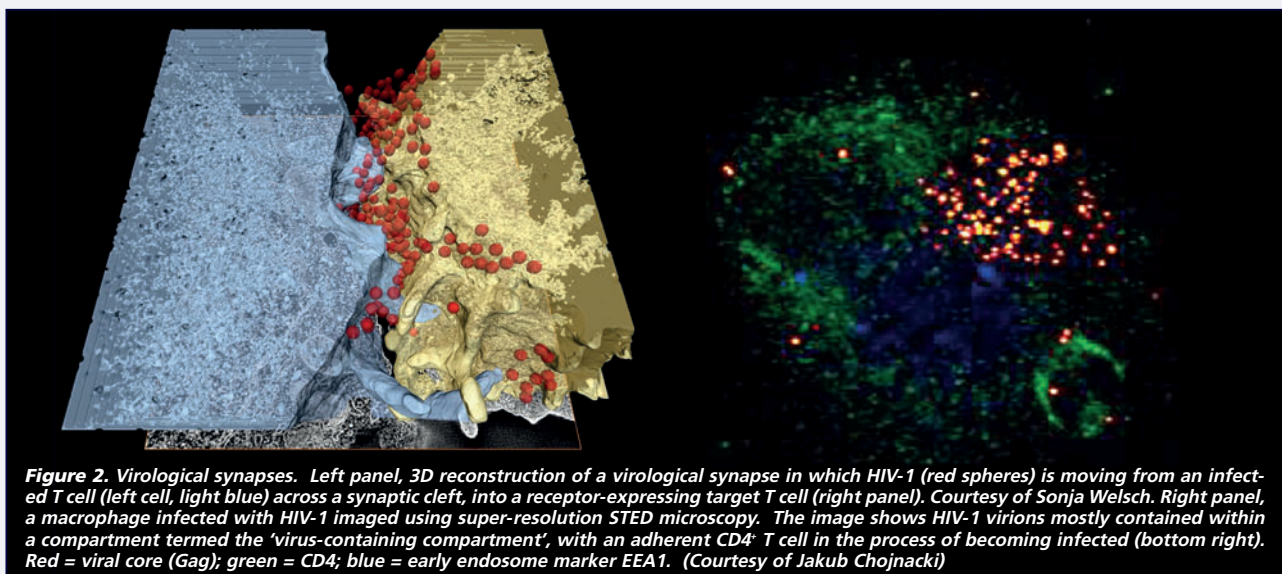 Figure 2. Virological synapses. Left panel, 3D reconstruction of a virological synapse in which HIV-1 (red spheres) is moving from an infect-
ed T cell (left cell, light blue) across a synaptic cleft, into a receptor-expressing target T cell (right panel). Courtesy of Sonja Welsch. Right panel,
a macrophage infected with HIV-1 imaged using super-resolution STED microscopy. The image shows HIV-1 virions mostly contained within
a compartment termed the ‘virus-containing compartment’, with an adherent CD4⁺ T cell in the process of becoming infected (bottom right).
Red = viral core (Gag); green = CD4; blue = early endosome marker EEA1. (Courtesy of Jakub Chojnacki)